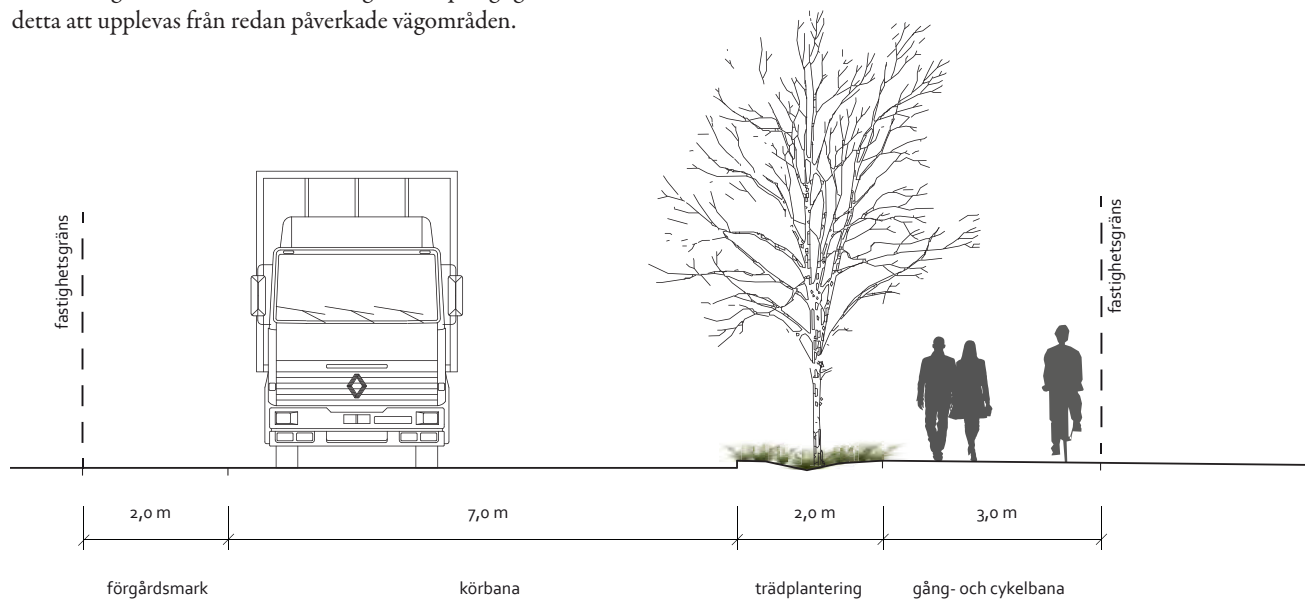 detta att upplevas från redan påverkade vägområden.
fastighetsgräns
fastighetsgräns
2,0 m
7,0 m
2,0 m
3,0 m
förgårdsmark
körbana
trädplantering
gång- och cykelbana